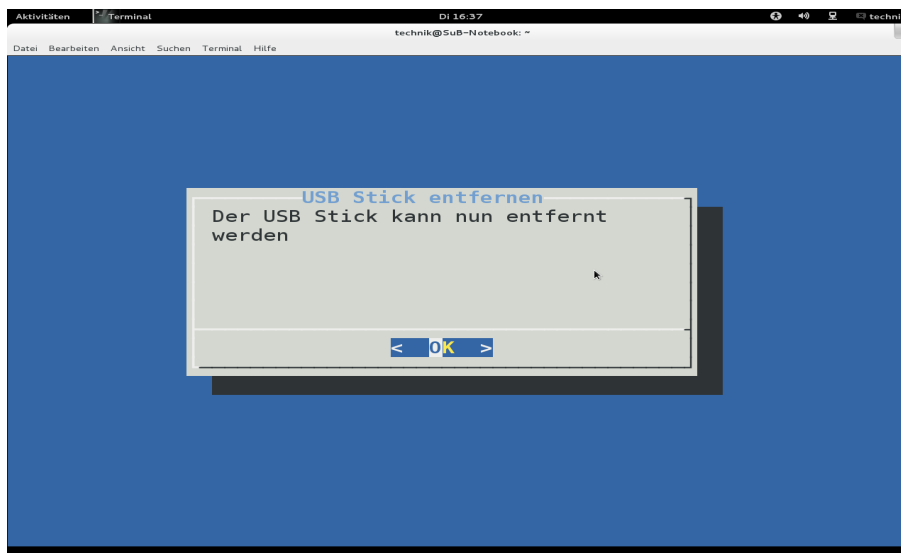 Aktivitäten Terminal Di 16:37 techni
technik@SuB-Notebook: ~
Datei Bearbeiten Ansicht Suchen Terminal Hilfe
USB Stick entfernen
Der USB Stick kann nun entfernt
werden
< OK >